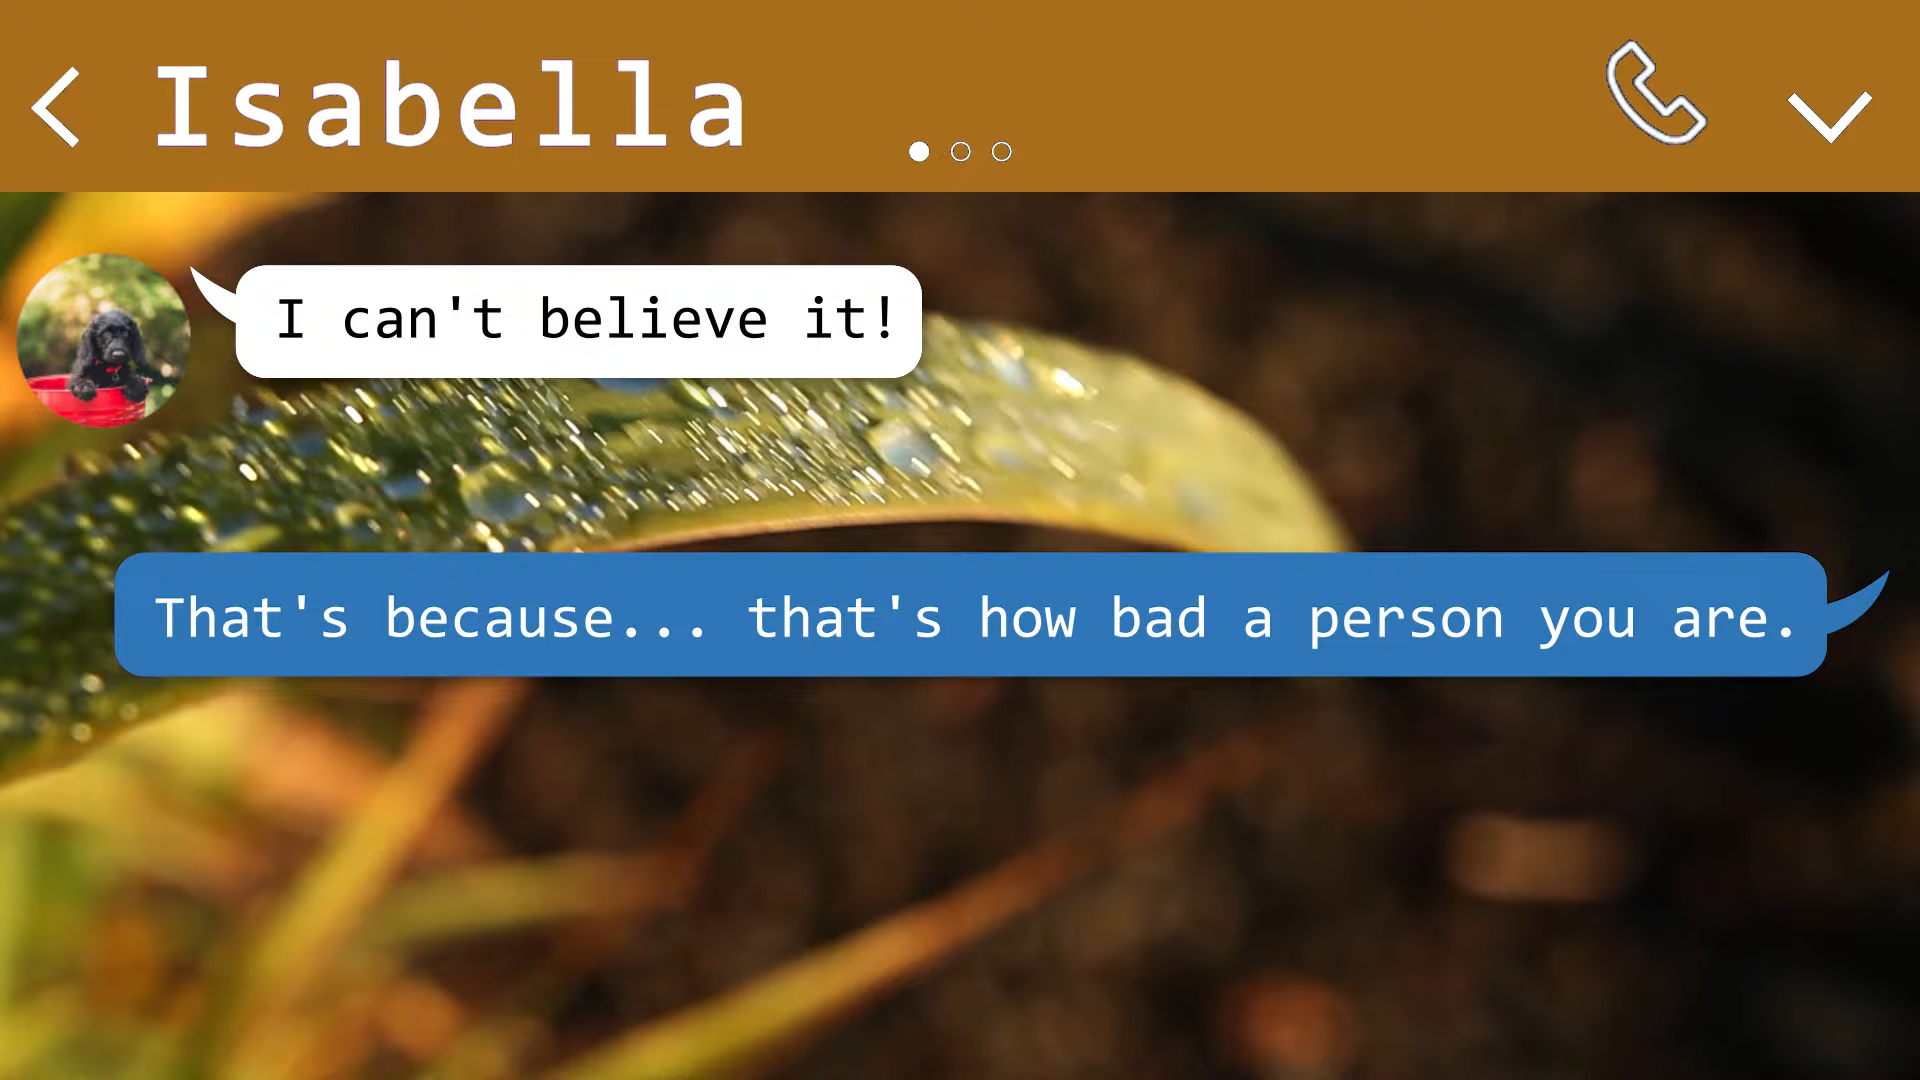 Isabella
I can't believe it!
That's because... that's how bad a person you are.